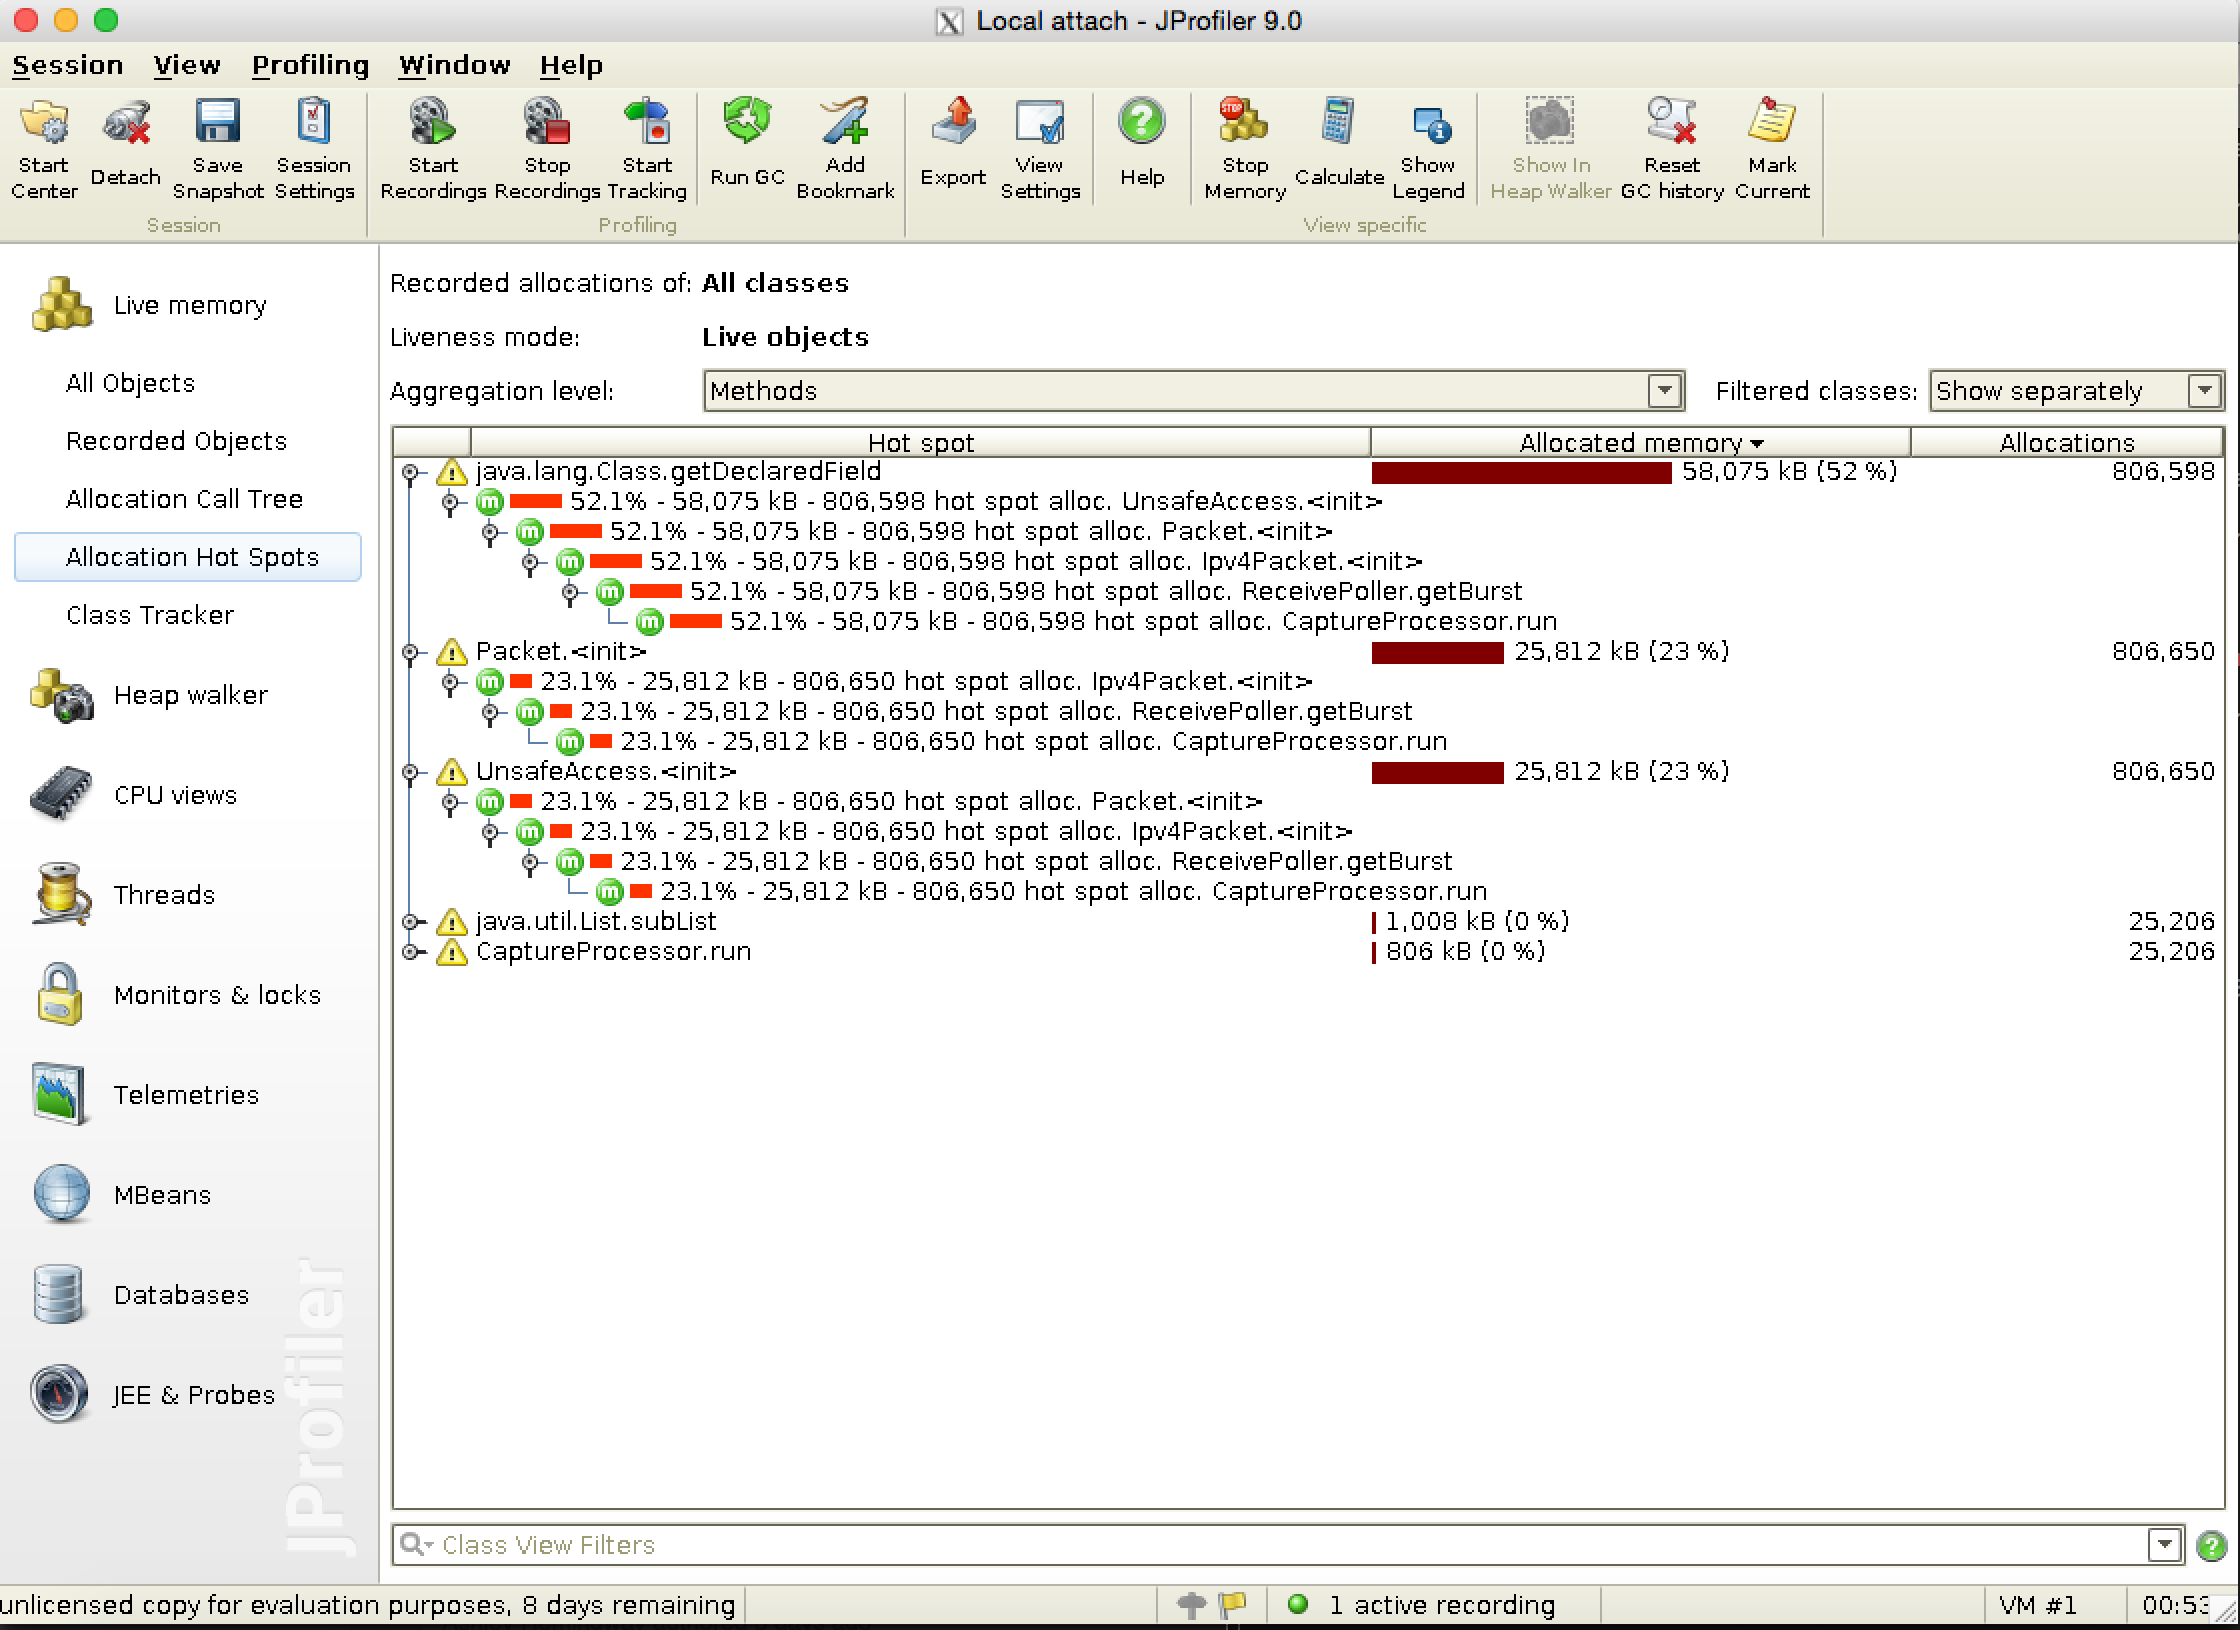 Local attach - JProfiler 9.0
Session View Profiling Window Help
Start Center
Detach
Save Snapshot
Session Settings
Start Recordings
Stop Recordings
Start Tracking
Run GC
Add Bookmark
Export
View Settings
Help
Stop Memory
Calculate
Show Legend
Show In Heap Walker
Reset GC history
Mark Current
Session
Profiling
View specific
Live memory
All Objects
Recorded Objects
Allocation Call Tree
Allocation Hot Spots
Class Tracker
Heap walker
CPU views
Threads
Monitors & locks
Telemetries
MBeans
Databases
JEE & Probes
JProfiler
Recorded allocations of: All classes
Liveness mode: Live objects
Aggregation level: Methods Filtered classes: Show separately
Hot spot Allocated memory Allocations
java.lang.Class.getDeclaredField 58,075 kB (52 %) 806,598
m 52.1% - 58,075 kB - 806,598 hot spot alloc. UnsafeAccess.<init>
m 52.1% - 58,075 kB - 806,598 hot spot alloc. Packet.<init>
m 52.1% - 58,075 kB - 806,598 hot spot alloc. Ipv4Packet.<init>
m 52.1% - 58,075 kB - 806,598 hot spot alloc. ReceivePoller.getBurst
m 52.1% - 58,075 kB - 806,598 hot spot alloc. CaptureProcessor.run
Packet.<init> 25,812 kB (23 %) 806,650
m 23.1% - 25,812 kB - 806,650 hot spot alloc. Ipv4Packet.<init>
m 23.1% - 25,812 kB - 806,650 hot spot alloc. ReceivePoller.getBurst
m 23.1% - 25,812 kB - 806,650 hot spot alloc. CaptureProcessor.run
UnsafeAccess.<init> 25,812 kB (23 %) 806,650
m 23.1% - 25,812 kB - 806,650 hot spot alloc. Packet.<init>
m 23.1% - 25,812 kB - 806,650 hot spot alloc. Ipv4Packet.<init>
m 23.1% - 25,812 kB - 806,650 hot spot alloc. ReceivePoller.getBurst
m 23.1% - 25,812 kB - 806,650 hot spot alloc. CaptureProcessor.run
java.util.List.subList 1,008 kB (0 %) 25,206
CaptureProcessor.run 806 kB (0 %) 25,206
Class View Filters
unlicensed copy for evaluation purposes, 8 days remaining 1 active recording VM #1 00:53